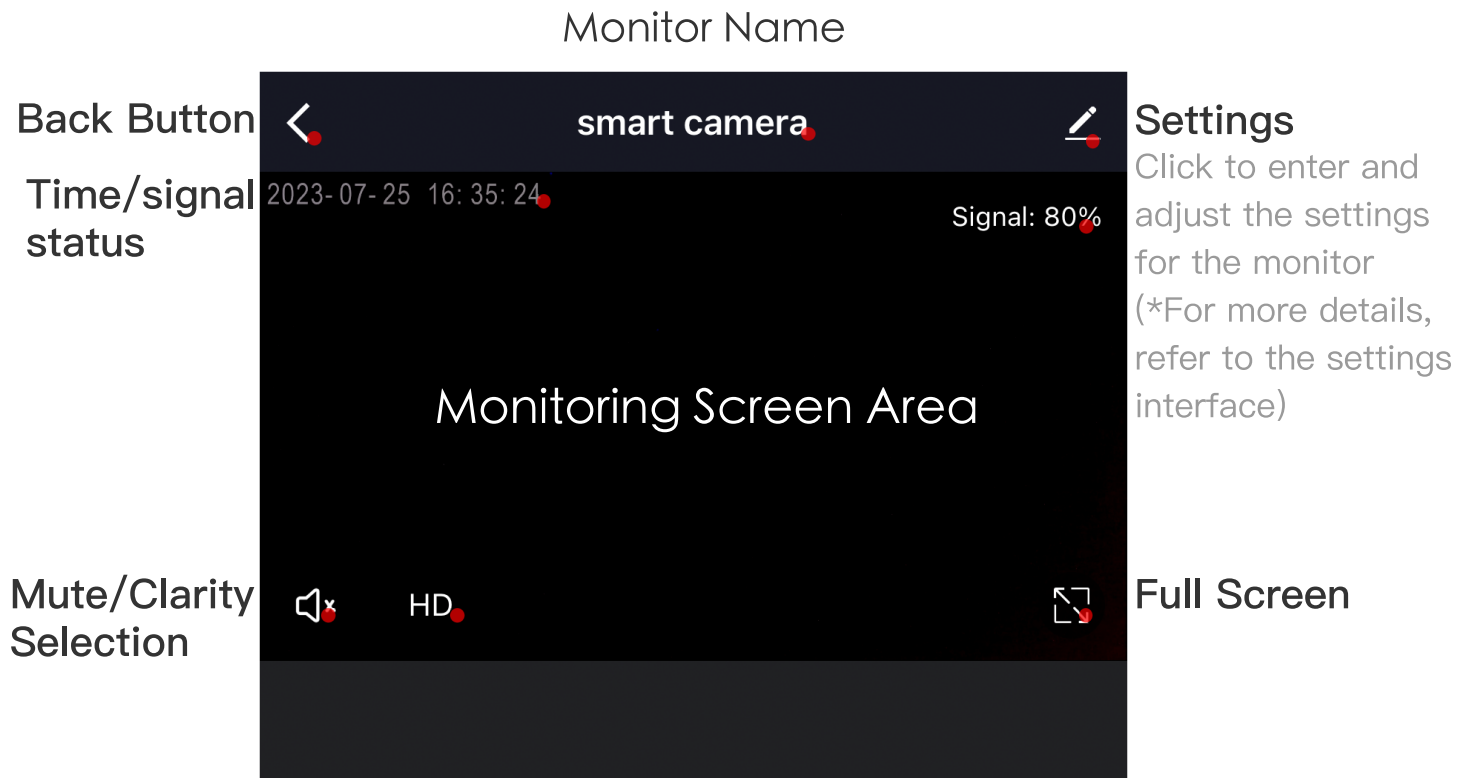 Monitor Name
Back Button
smart camera
Settings
Click to enter and
adjust the settings
for the monitor
(*For more details,
refer to the settings
interface)
Time/signal
status
2023-07-25 16:35:24
Signal: 80%
Monitoring Screen Area
Mute/Clarity
Selection
HD
Full Screen